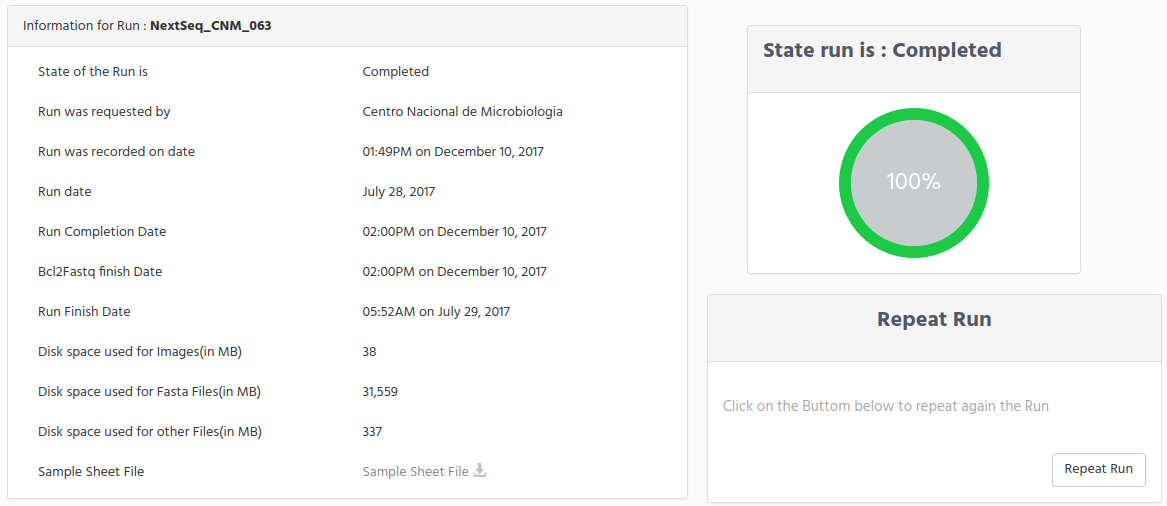 Information for Run : NextSeq_CNM_063
State of the Run is Completed
Run was requested by Centro Nacional de Microbiologia
Run was recorded on date 01:49PM on December 10, 2017
Run date July 28, 2017
Run Completion Date 02:00PM on December 10, 2017
Bcl2Fastq finish Date 02:00PM on December 10, 2017
Run Finish Date 05:52AM on July 29, 2017
Disk space used for Images(in MB) 38
Disk space used for Fasta Files(in MB) 31,559
Disk space used for other Files(in MB) 337
Sample Sheet File Sample Sheet File
State run is : Completed
100%
Repeat Run
Click on the Buttom below to repeat again the Run
Repeat Run